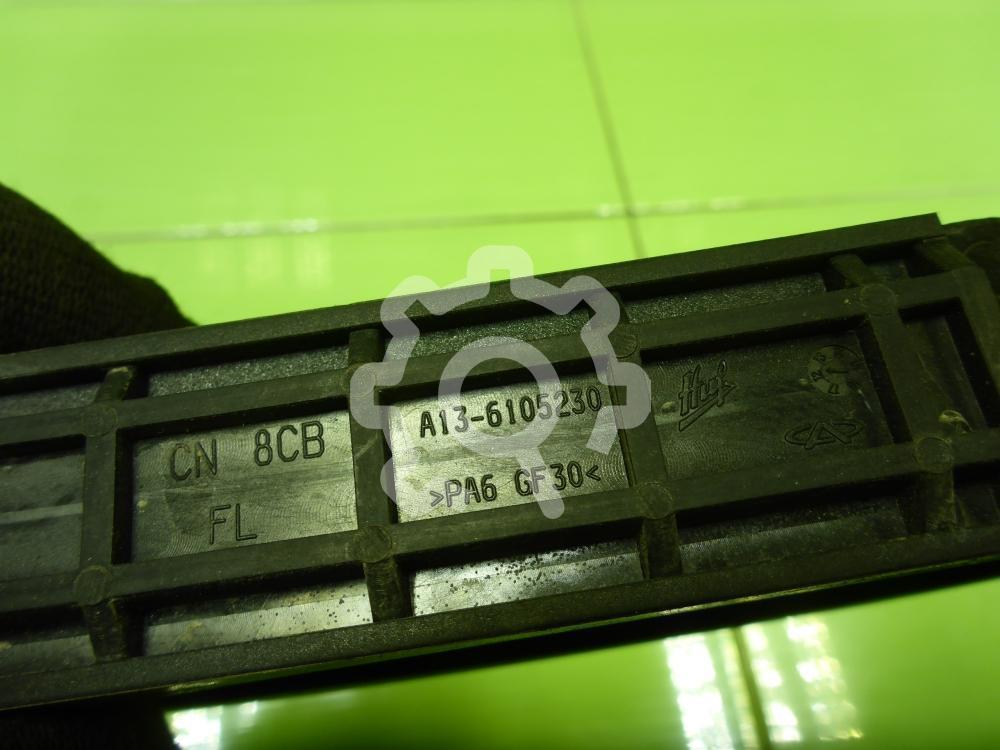 CN 8CB
FL
A13-6105230
>PA6 GF30<